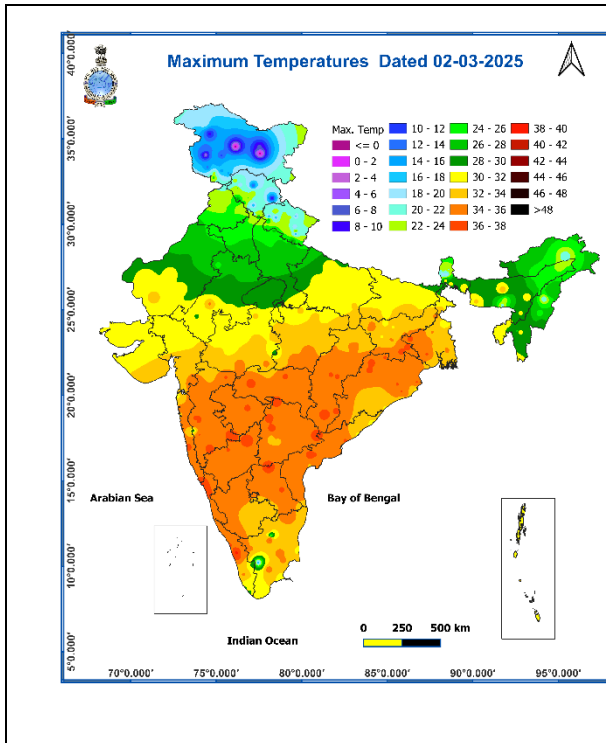 Maximum Temperatures Dated 02-03-2025
Max. Temp
<= 0
0 - 2
2 - 4
4 - 6
6 - 8
8 - 10
10 - 12
12 - 14
14 - 16
16 - 18
18 - 20
20 - 22
22 - 24
24 - 26
26 - 28
28 - 30
30 - 32
32 - 34
34 - 36
36 - 38
38 - 40
40 - 42
42 - 44
44 - 46
46 - 48
>48
40°0.000'
35°0.000'
30°0.000'
25°0.000'
20°0.000'
15°0.000'
10°0.000'
5°0.000'
Arabian Sea
Bay of Bengal
Indian Ocean
0 250 500 km
70°0.000' 75°0.000' 80°0.000' 85°0.000' 90°0.000' 95°0.000'